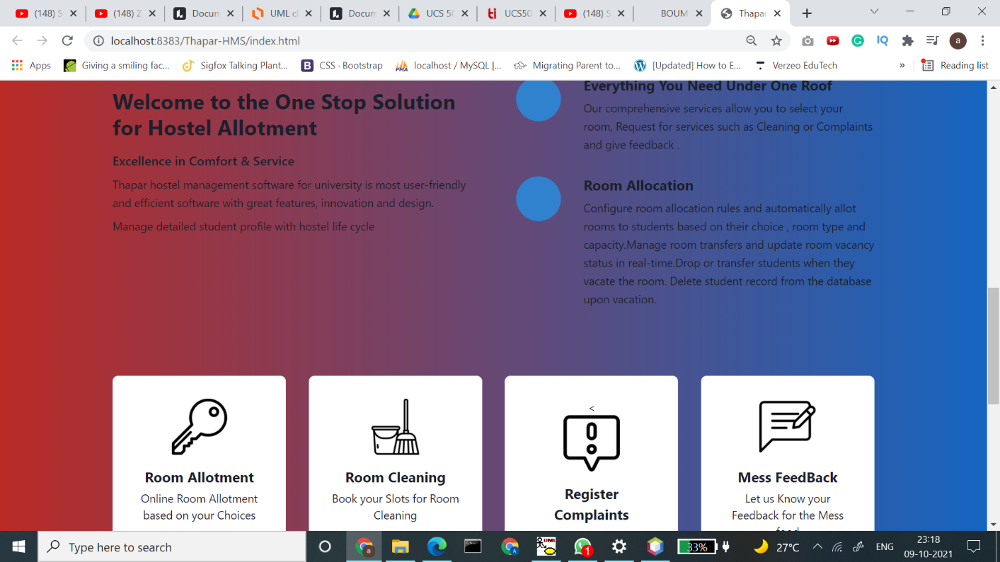 (148) S
(148) Z
Docum
UML cl
Docum
UCS 50
UCS50
(148) S
BOUM
Thapar
localhost:8383/Thapar-HMS/index.html
Apps
Giving a smiling fac...
Sigfox Talking Plant...
CSS · Bootstrap
localhost / MySQL |...
Migrating Parent to...
[Updated] How to E...
Verzeo EduTech
»
Reading list
Welcome to the One Stop Solution
for Hostel Allotment
Excellence in Comfort & Service
Thapar hostel management software for university is most user-friendly
and efficient software with great features, innovation and design.
Manage detailed student profile with hostel life cycle
Everything You Need Under One Roof
Our comprehensive services allow you to select your
room, Request for services such as Cleaning or Complaints
and give feedback .
Room Allocation
Configure room allocation rules and automatically allot
rooms to students based on their choice , room type and
capacity.Manage room transfers and update room vacancy
status in real-time.Drop or transfer students when they
vacate the room. Delete student record from the database
upon vacation.
Room Allotment
Online Room Allotment
based on your Choices
Room Cleaning
Book your Slots for Room
Cleaning
<
Register
Complaints
Mess FeedBack
Let us Know your
Feedback for the Mess
food
Type here to search
33%
27°C
ENG
23:18
09-10-2021